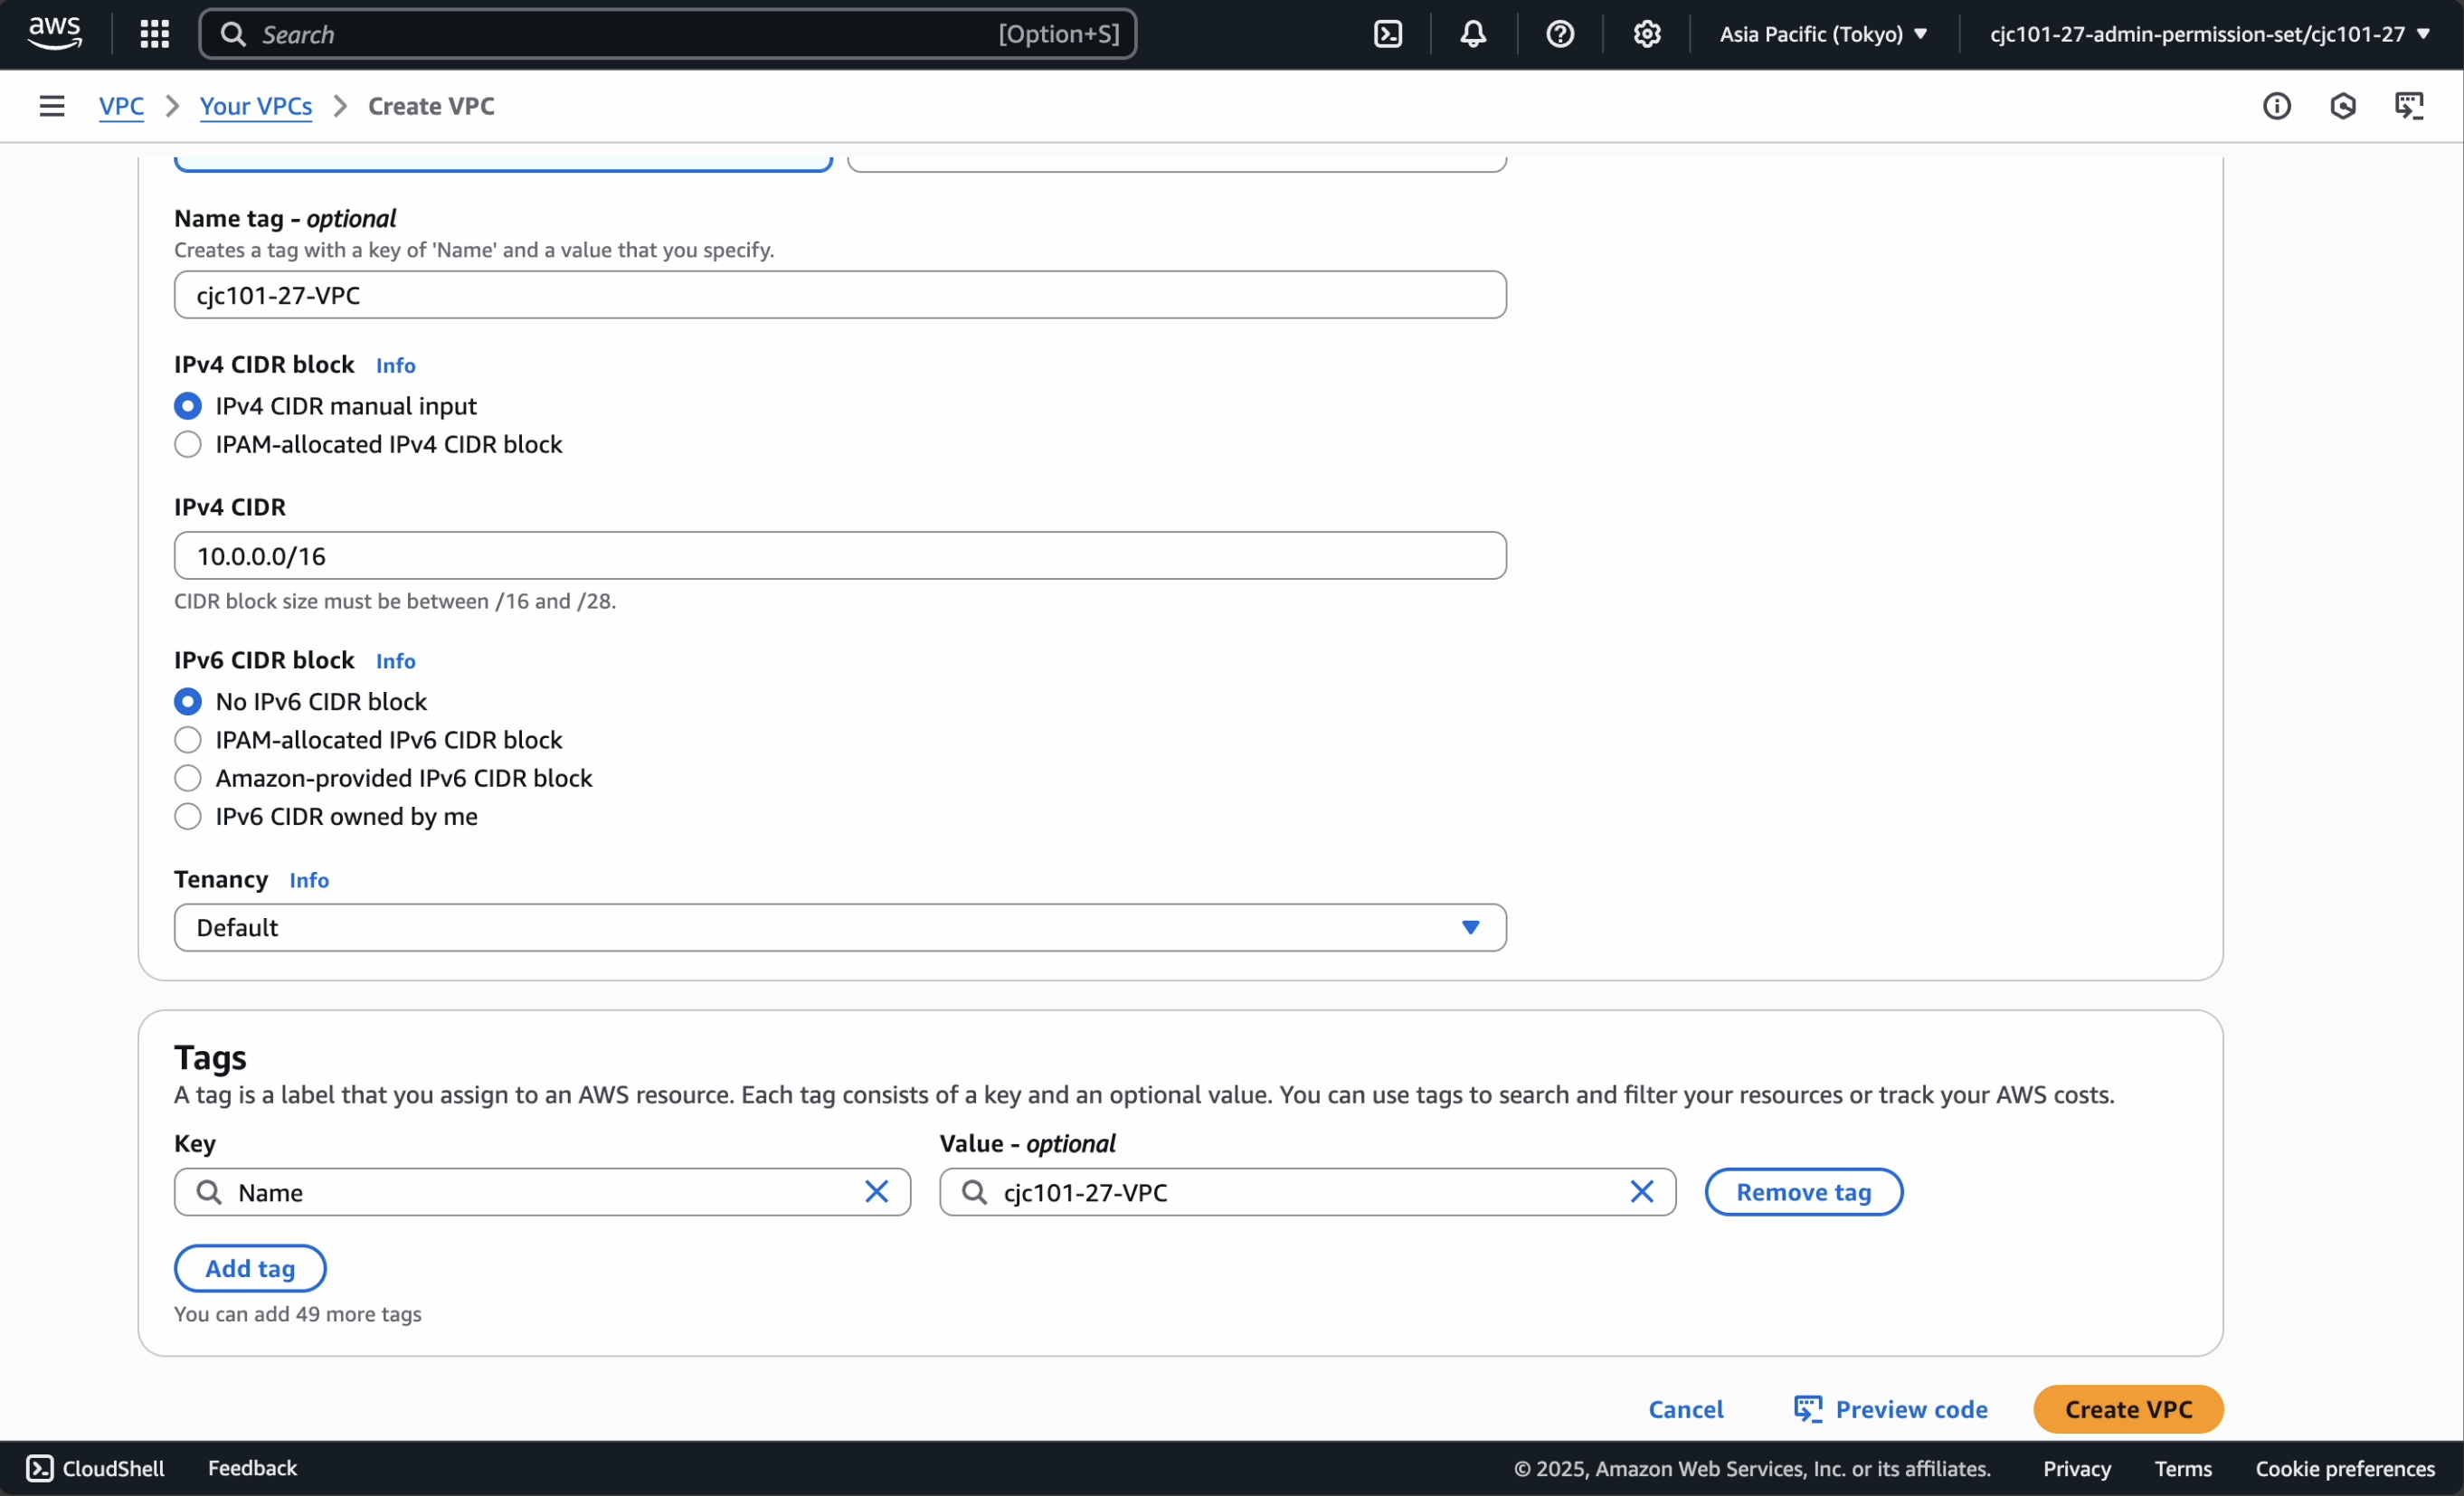 aws
Search [Option+S] Asia Pacific (Tokyo) cjc101-27-admin-permission-set/cjc101-27
VPC Your VPCs Create VPC
Name tag - optional
Creates a tag with a key of 'Name' and a value that you specify.
cjc101-27-VPC
IPv4 CIDR block Info
IPv4 CIDR manual input
IPAM-allocated IPv4 CIDR block
IPv4 CIDR
10.0.0.0/16
CIDR block size must be between /16 and /28.
IPv6 CIDR block Info
No IPv6 CIDR block
IPAM-allocated IPv6 CIDR block
Amazon-provided IPv6 CIDR block
IPv6 CIDR owned by me
Tenancy Info
Default
Tags
A tag is a label that you assign to an AWS resource. Each tag consists of a key and an optional value. You can use tags to search and filter your resources or track your AWS costs.
Key Value - optional
Name cjc101-27-VPC Remove tag
Add tag
You can add 49 more tags
Cancel Preview code Create VPC
CloudShell Feedback © 2025, Amazon Web Services, Inc. or its affiliates. Privacy Terms Cookie preferences